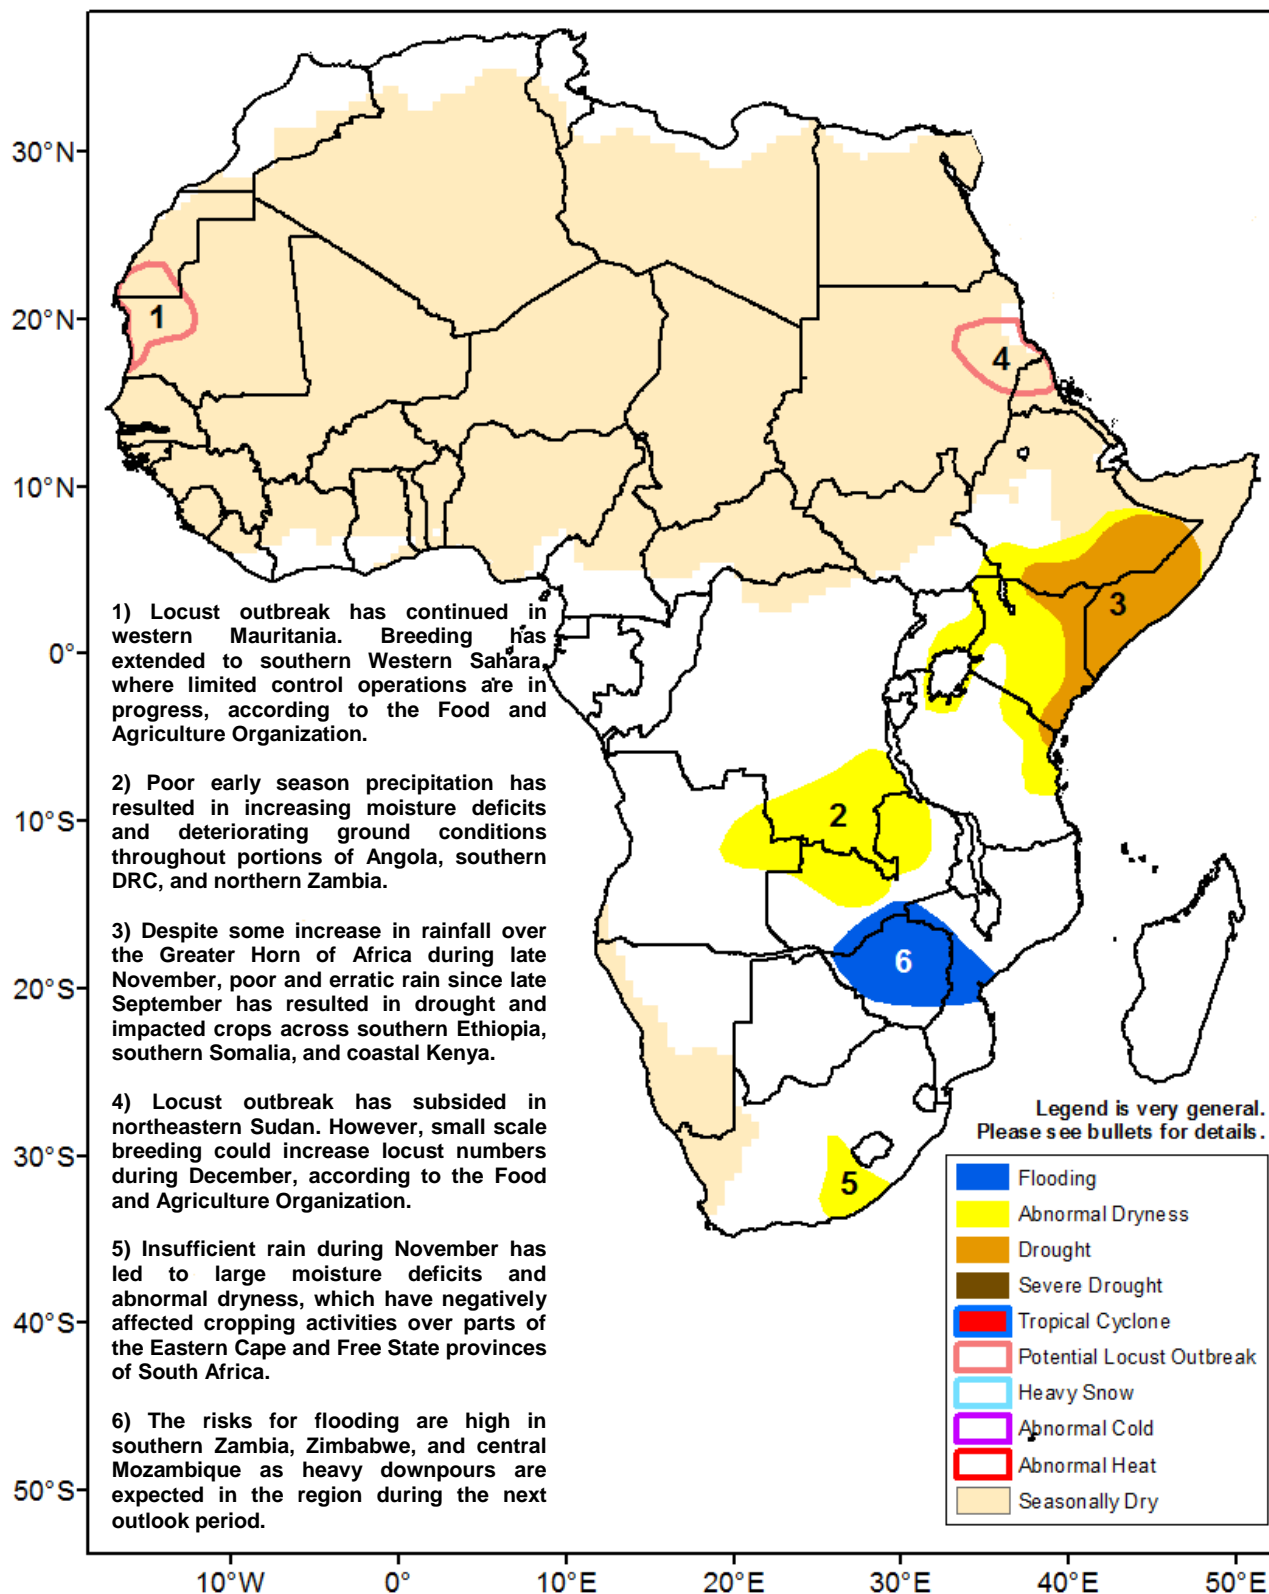 30°N
20°N
10°N
0°
10°S
20°S
30°S
40°S
50°S
1
4
3
2
6
5
1) Locust outbreak has continued in
western Mauritania. Breeding has
extended to southern Western Sahara,
where limited control operations are in
progress, according to the Food and
Agriculture Organization.
2) Poor early season precipitation has
resulted in increasing moisture deficits
and deteriorating ground conditions
throughout portions of Angola, southern
DRC, and northern Zambia.
3) Despite some increase in rainfall over
the Greater Horn of Africa during late
November, poor and erratic rain since late
September has resulted in drought and
impacted crops across southern Ethiopia,
southern Somalia, and coastal Kenya.
4) Locust outbreak has subsided in
northeastern Sudan. However, small scale
breeding could increase locust numbers
during December, according to the Food
and Agriculture Organization.
5) Insufficient rain during November has
led to large moisture deficits and
abnormal dryness, which have negatively
affected cropping activities over parts of
the Eastern Cape and Free State provinces
of South Africa.
6) The risks for flooding are high in
southern Zambia, Zimbabwe, and central
Mozambique as heavy downpours are
expected in the region during the next
outlook period.
Legend is very general.
Please see bullets for details.
Flooding
Abnormal Dryness
Drought
Severe Drought
Tropical Cyclone
Potential Locust Outbreak
Heavy Snow
Abnormal Cold
Abnormal Heat
Seasonally Dry
10°W
0°
10°E
20°E
30°E
40°E
50°E